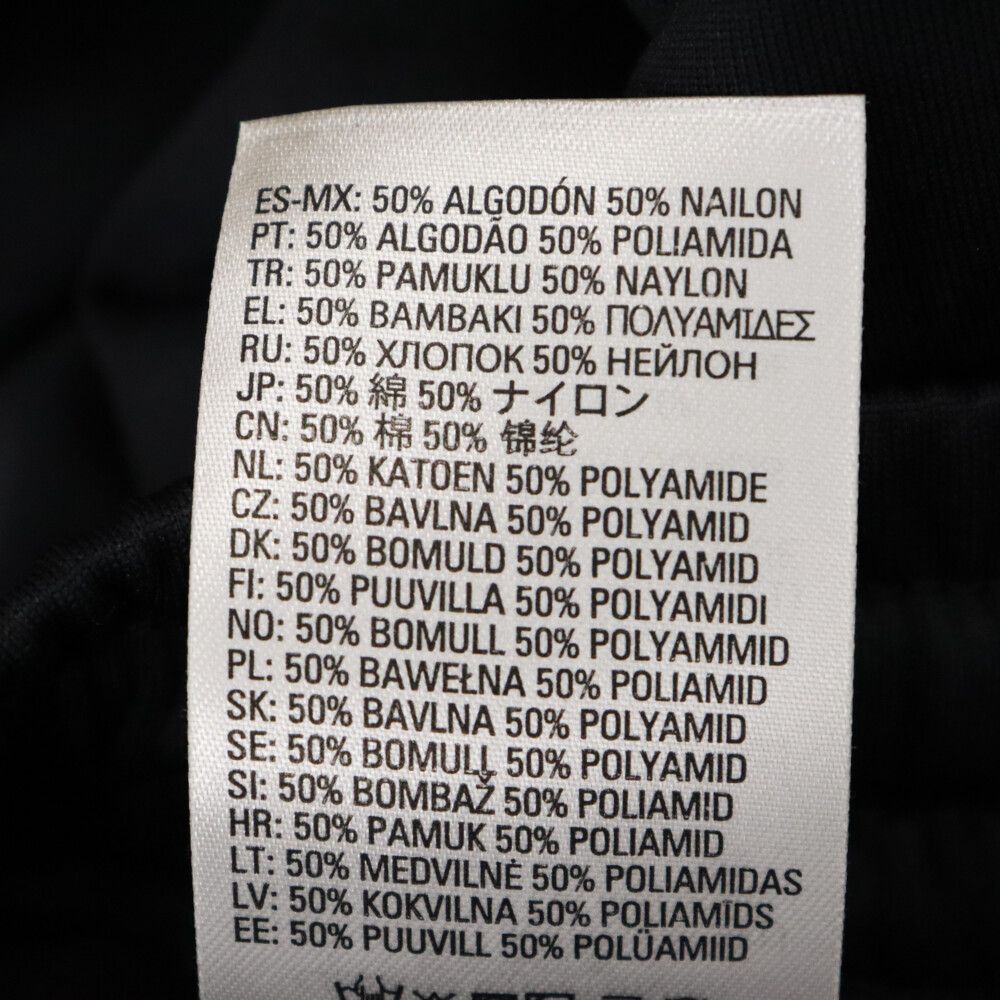 ES-MX: 50% ALGODÓN 50% NAILON
PT: 50% ALGODÃO 50% POLIAMIDA
TR: 50% PAMUKLU 50% NAYLON
EL: 50% BAMBAKI 50% ΠΟΛΥΑΜΙΔΕΣ
RU: 50% ХЛОПОК 50% НЕЙЛОН
JP: 50% 綿 50% ナイロン
CN: 50% 棉 50% 锦纶
NL: 50% KATOEN 50% POLYAMIDE
CZ: 50% BAVLNA 50% POLYAMID
DK: 50% BOMULD 50% POLYAMID
FI: 50% PUUVILLA 50% POLYAMIDI
NO: 50% BOMULL 50% POLYAMMID
PL: 50% BAWEŁNA 50% POLIAMID
SK: 50% BAVLNA 50% POLYAMID
SE: 50% BOMULL 50% POLYAMID
SI: 50% BOMBAŽ 50% POLIAMID
HR: 50% PAMUK 50% POLIAMID
LT: 50% MEDVILNĖ 50% POLIAMIDAS
LV: 50% KOKVILNA 50% POLIAMĪDS
EE: 50% PUUVILL 50% POLÜAMIID